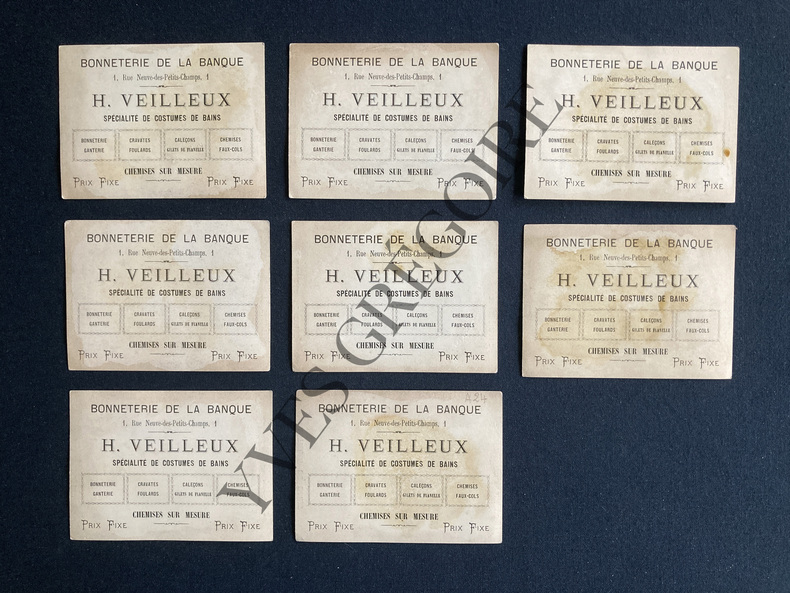 BONNETERIE DE LA BANQUE
1, Rue Neuve-des-Petits-Champs, 1
H. VEILLEUX
SPÉCIALITÉ DE COSTUMES DE BAINS
BONNETERIE GANTERIE
CRAVATES FOULARDS
CALEÇONS GILETS DE FLANELLE
CHEMISES FAUX-COLS
CHEMISES SUR MESURE
PRIX FIXE PRIX FIXE
BONNETERIE DE LA BANQUE
1, Rue Neuve-des-Petits-Champs, 1
H. VEILLEUX
SPÉCIALITÉ DE COSTUMES DE BAINS
BONNETERIE GANTERIE
CRAVATES FOULARDS
CALEÇONS GILETS DE FLANELLE
CHEMISES FAUX-COLS
CHEMISES SUR MESURE
PRIX FIXE PRIX FIXE
BONNETERIE DE LA BANQUE
1, Rue Neuve-des-Petits-Champs, 1
H. VEILLEUX
SPÉCIALITÉ DE COSTUMES DE BAINS
BONNETERIE GANTERIE
CRAVATES FOULARDS
CALEÇONS GILETS DE FLANELLE
CHEMISES FAUX-COLS
CHEMISES SUR MESURE
PRIX FIXE PRIX FIXE
BONNETERIE DE LA BANQUE
1, Rue Neuve-des-Petits-Champs, 1
H. VEILLEUX
SPÉCIALITÉ DE COSTUMES DE BAINS
BONNETERIE GANTERIE
CRAVATES FOULARDS
CALEÇONS GILETS DE FLANELLE
CHEMISES FAUX-COLS
CHEMISES SUR MESURE
PRIX FIXE PRIX FIXE
BONNETERIE DE LA BANQUE
1, Rue Neuve-des-Petits-Champs, 1
H. VEILLEUX
SPÉCIALITÉ DE COSTUMES DE BAINS
BONNETERIE GANTERIE
CRAVATES FOULARDS
CALEÇONS GILETS DE FLANELLE
CHEMISES FAUX-COLS
CHEMISES SUR MESURE
PRIX FIXE PRIX FIXE
BONNETERIE DE LA BANQUE
1, Rue Neuve-des-Petits-Champs, 1
H. VEILLEUX
SPÉCIALITÉ DE COSTUMES DE BAINS
BONNETERIE GANTERIE
CRAVATES FOULARDS
CALEÇONS GILETS DE FLANELLE
CHEMISES FAUX-COLS
CHEMISES SUR MESURE
PRIX FIXE PRIX FIXE
BONNETERIE DE LA BANQUE
1, Rue Neuve-des-Petits-Champs, 1
H. VEILLEUX
SPÉCIALITÉ DE COSTUMES DE BAINS
BONNETERIE GANTERIE
CRAVATES FOULARDS
CALEÇONS GILETS DE FLANELLE
CHEMISES FAUX-COLS
CHEMISES SUR MESURE
PRIX FIXE PRIX FIXE
A24
BONNETERIE DE LA BANQUE
1, Rue Neuve-des-Petits-Champs, 1
H. VEILLEUX
SPÉCIALITÉ DE COSTUMES DE BAINS
BONNETERIE GANTERIE
CRAVATES FOULARDS
CALEÇONS GILETS DE FLANELLE
CHEMISES FAUX-COLS
CHEMISES SUR MESURE
PRIX FIXE PRIX FIXE
YVES GRÉGOIRE